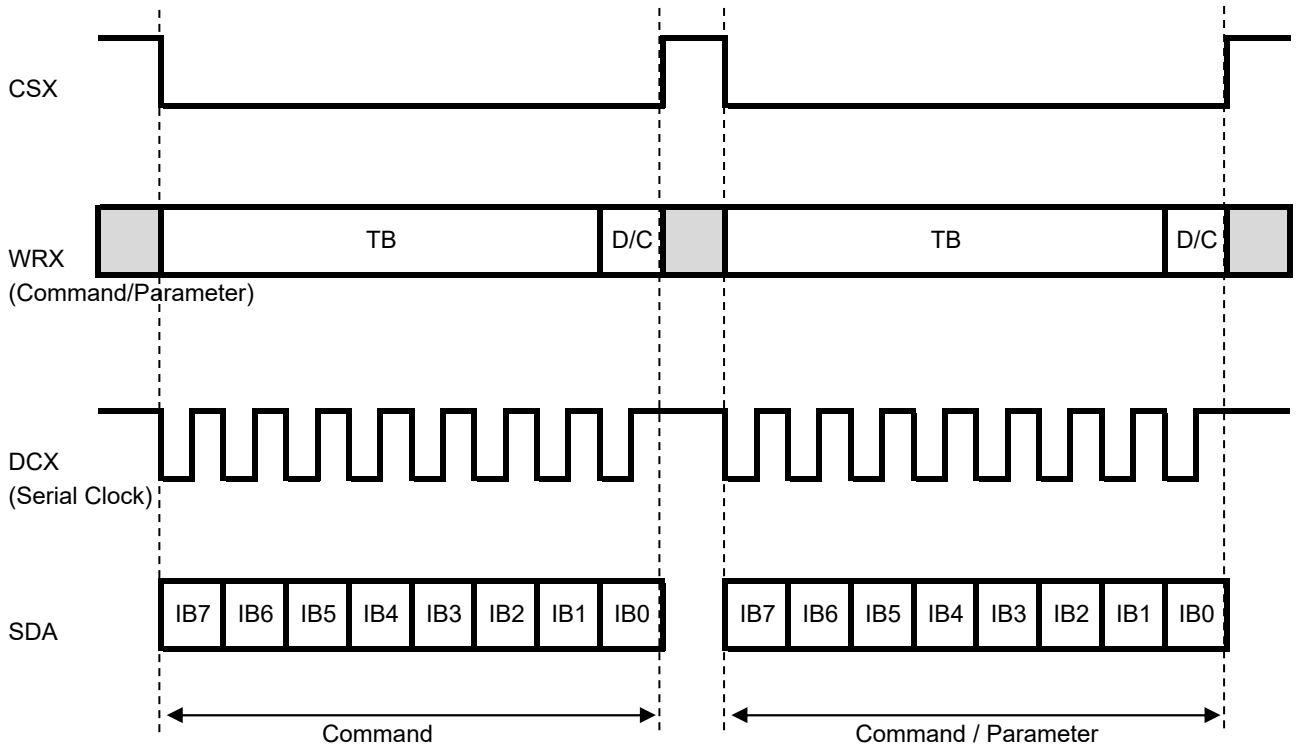 CSX
TB D/C TB D/C
WRX
(Command/Parameter)
DCX
(Serial Clock)
IB7 IB6 IB5 IB4 IB3 IB2 IB1 IB0 IB7 IB6 IB5 IB4 IB3 IB2 IB1 IB0
SDA
Command Command / Parameter